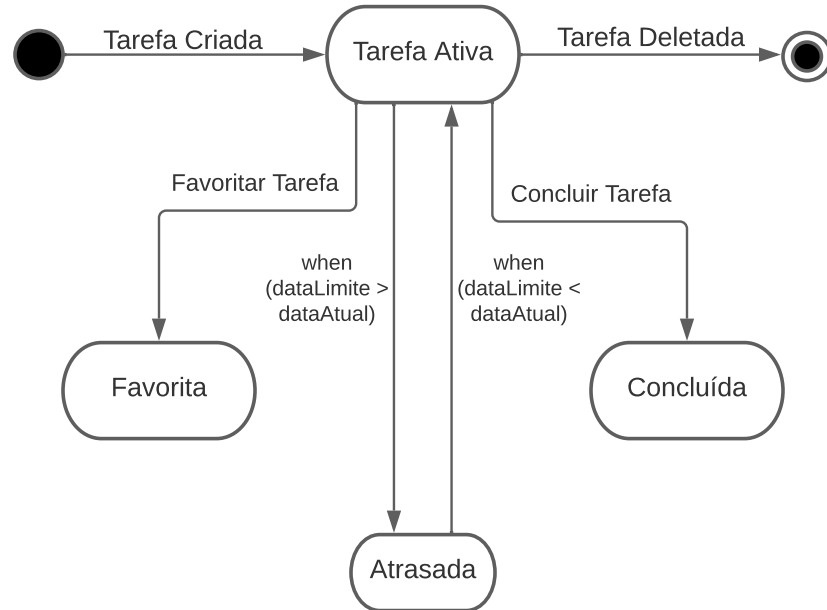 Tarefa Criada
Tarefa Ativa
Tarefa Deletada
Favoritar Tarefa
Concluir Tarefa
when
(dataLimite >
dataAtual)
when
(dataLimite <
dataAtual)
Favorita
Concluída
Atrasada